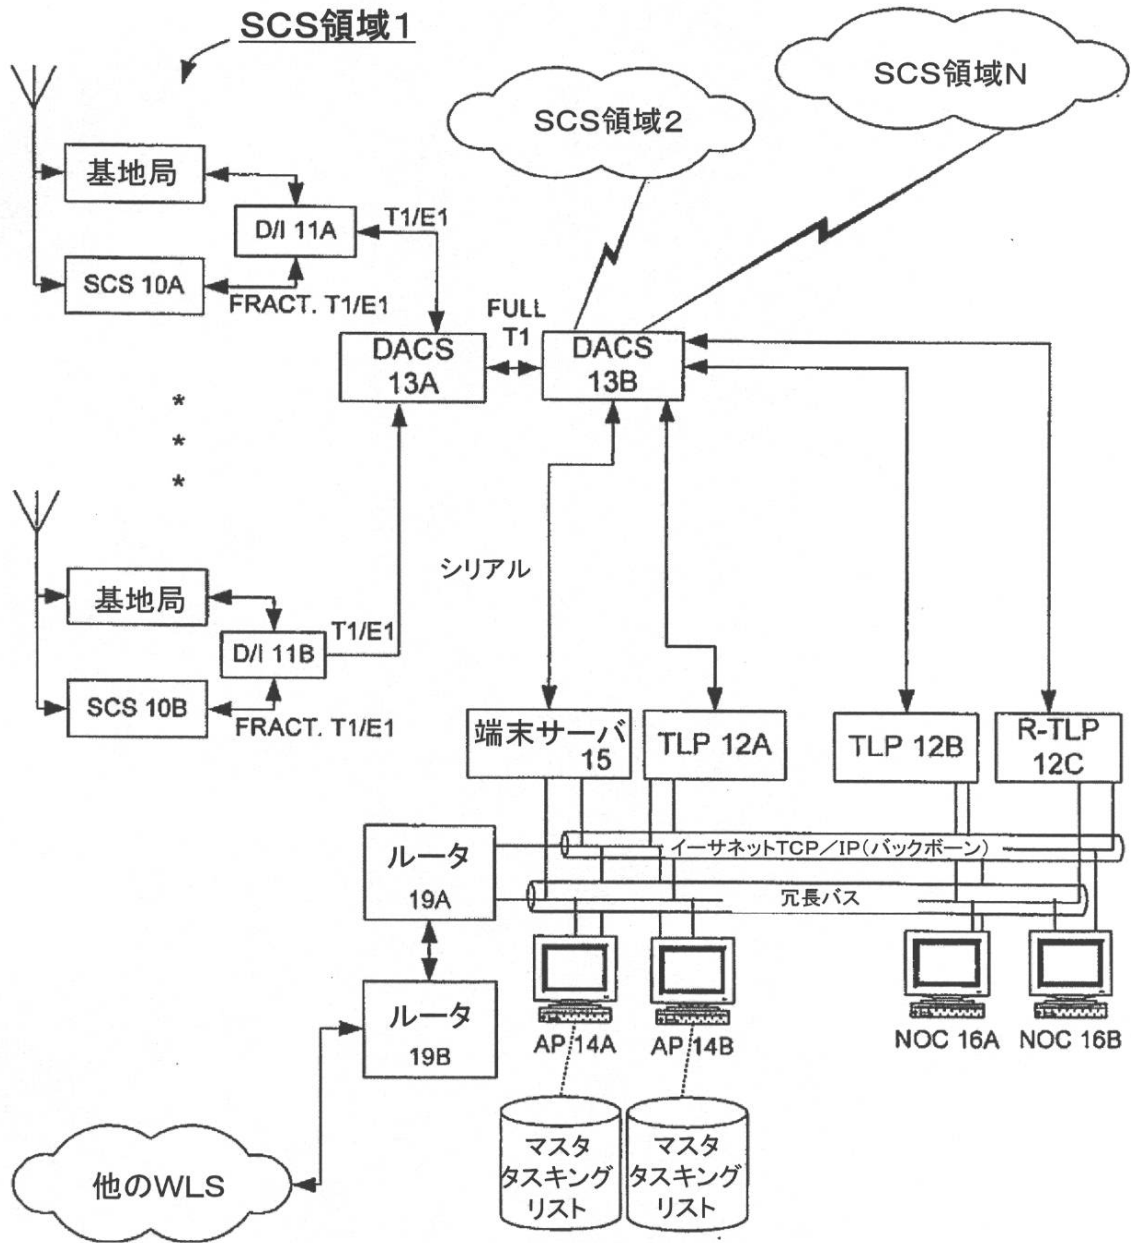 SCS領域1
SCS領域2
SCS領域N
基地局
D/I 11A
T1/E1
SCS 10A
FRACT. T1/E1
FULL
T1
DACS
13A
DACS
13B
*
*
*
シリアル
基地局
D/I 11B
T1/E1
SCS 10B
FRACT. T1/E1
端末サーバ
15
TLP 12A
TLP 12B
R-TLP
12C
イーサネットTCP/IP(バックボーン)
冗長バス
ルータ
19A
ルータ
19B
AP 14A
AP 14B
NOC 16A
NOC 16B
マスタ
タスキング
リスト
マスタ
タスキング
リスト
他のWLS